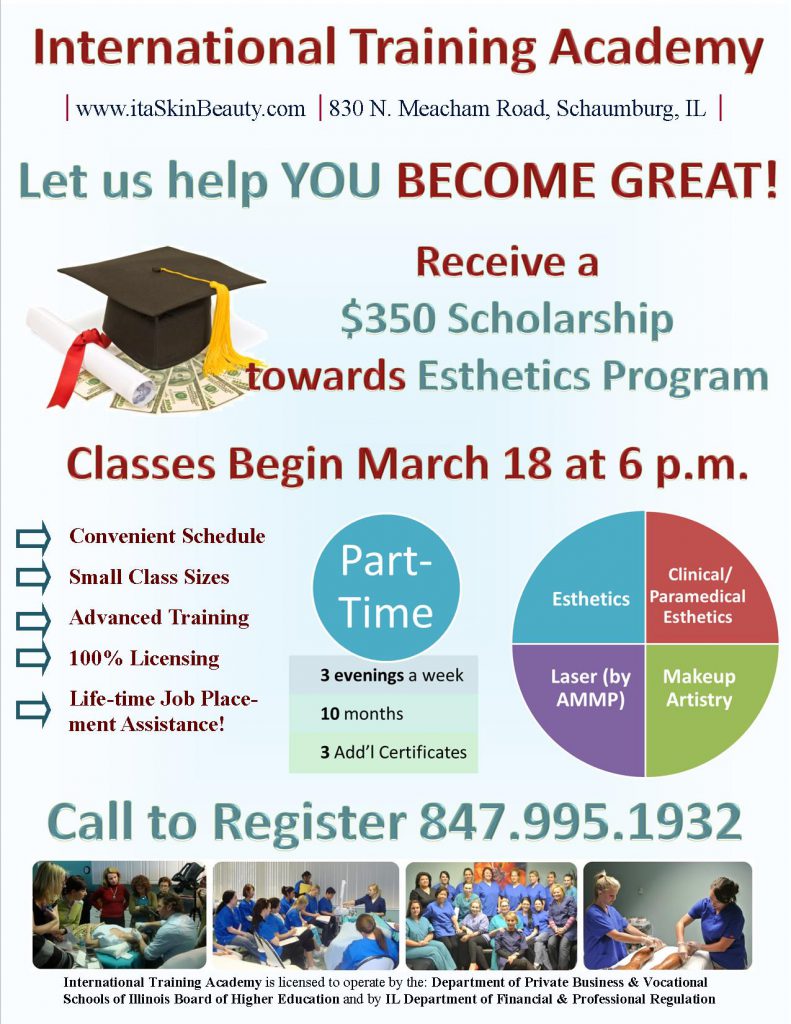 International Training Academy
|www.itaSkinBeauty.com |830 N. Meacham Road, Schaumburg, IL |
Let us help YOU BECOME GREAT!
Receive a
$350 Scholarship
towards Esthetics Program
Classes Begin March 18 at 6 p.m.
Convenient Schedule
Small Class Sizes
Advanced Training
100% Licensing
Life-time Job Place-
ment Assistance!
Part-
Time
3 evenings a week
10 months
3 Add'l Certificates
Esthetics
Clinical/
Paramedical
Esthetics
Laser (by
AMMP)
Makeup
Artistry
Call to Register 847.995.1932
International Training Academy is licensed to operate by the: Department of Private Business & Vocational
Schools of Illinois Board of Higher Education and by IL Department of Financial & Professional Regulation